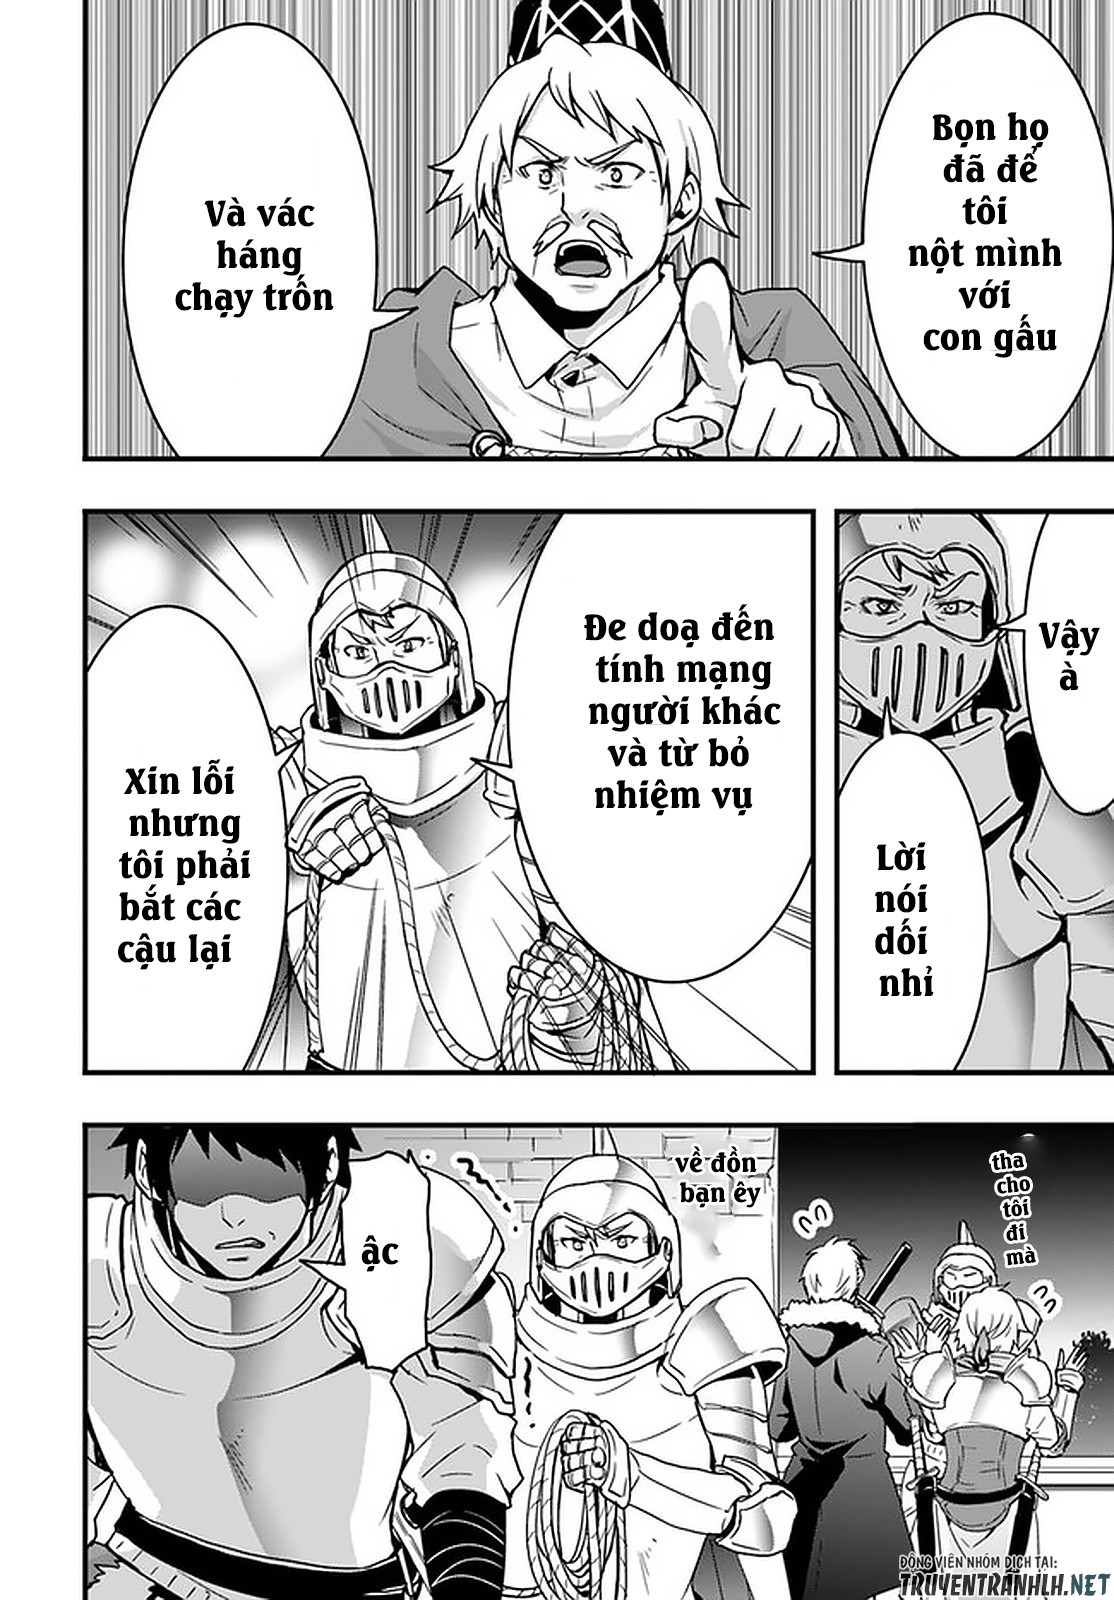 Bọn họ
đã để
tôi
nột mình
với
con gấu
Và vác
háng
chạy trốn
Vậy
à
Lời
nói
dối
nhỉ
Đe doạ đến
tính mạng
người khác
và từ bỏ
nhiệm vụ
Xin lỗi
nhưng
tôi phải
bắt các
cậu lại
tha
cho
tôi
đi
mà
về đồn
bạn êy
ậc
ĐỘNG VIÊN NHÓM DỊCH TẠI:
TRUYENTRANHLH.NET